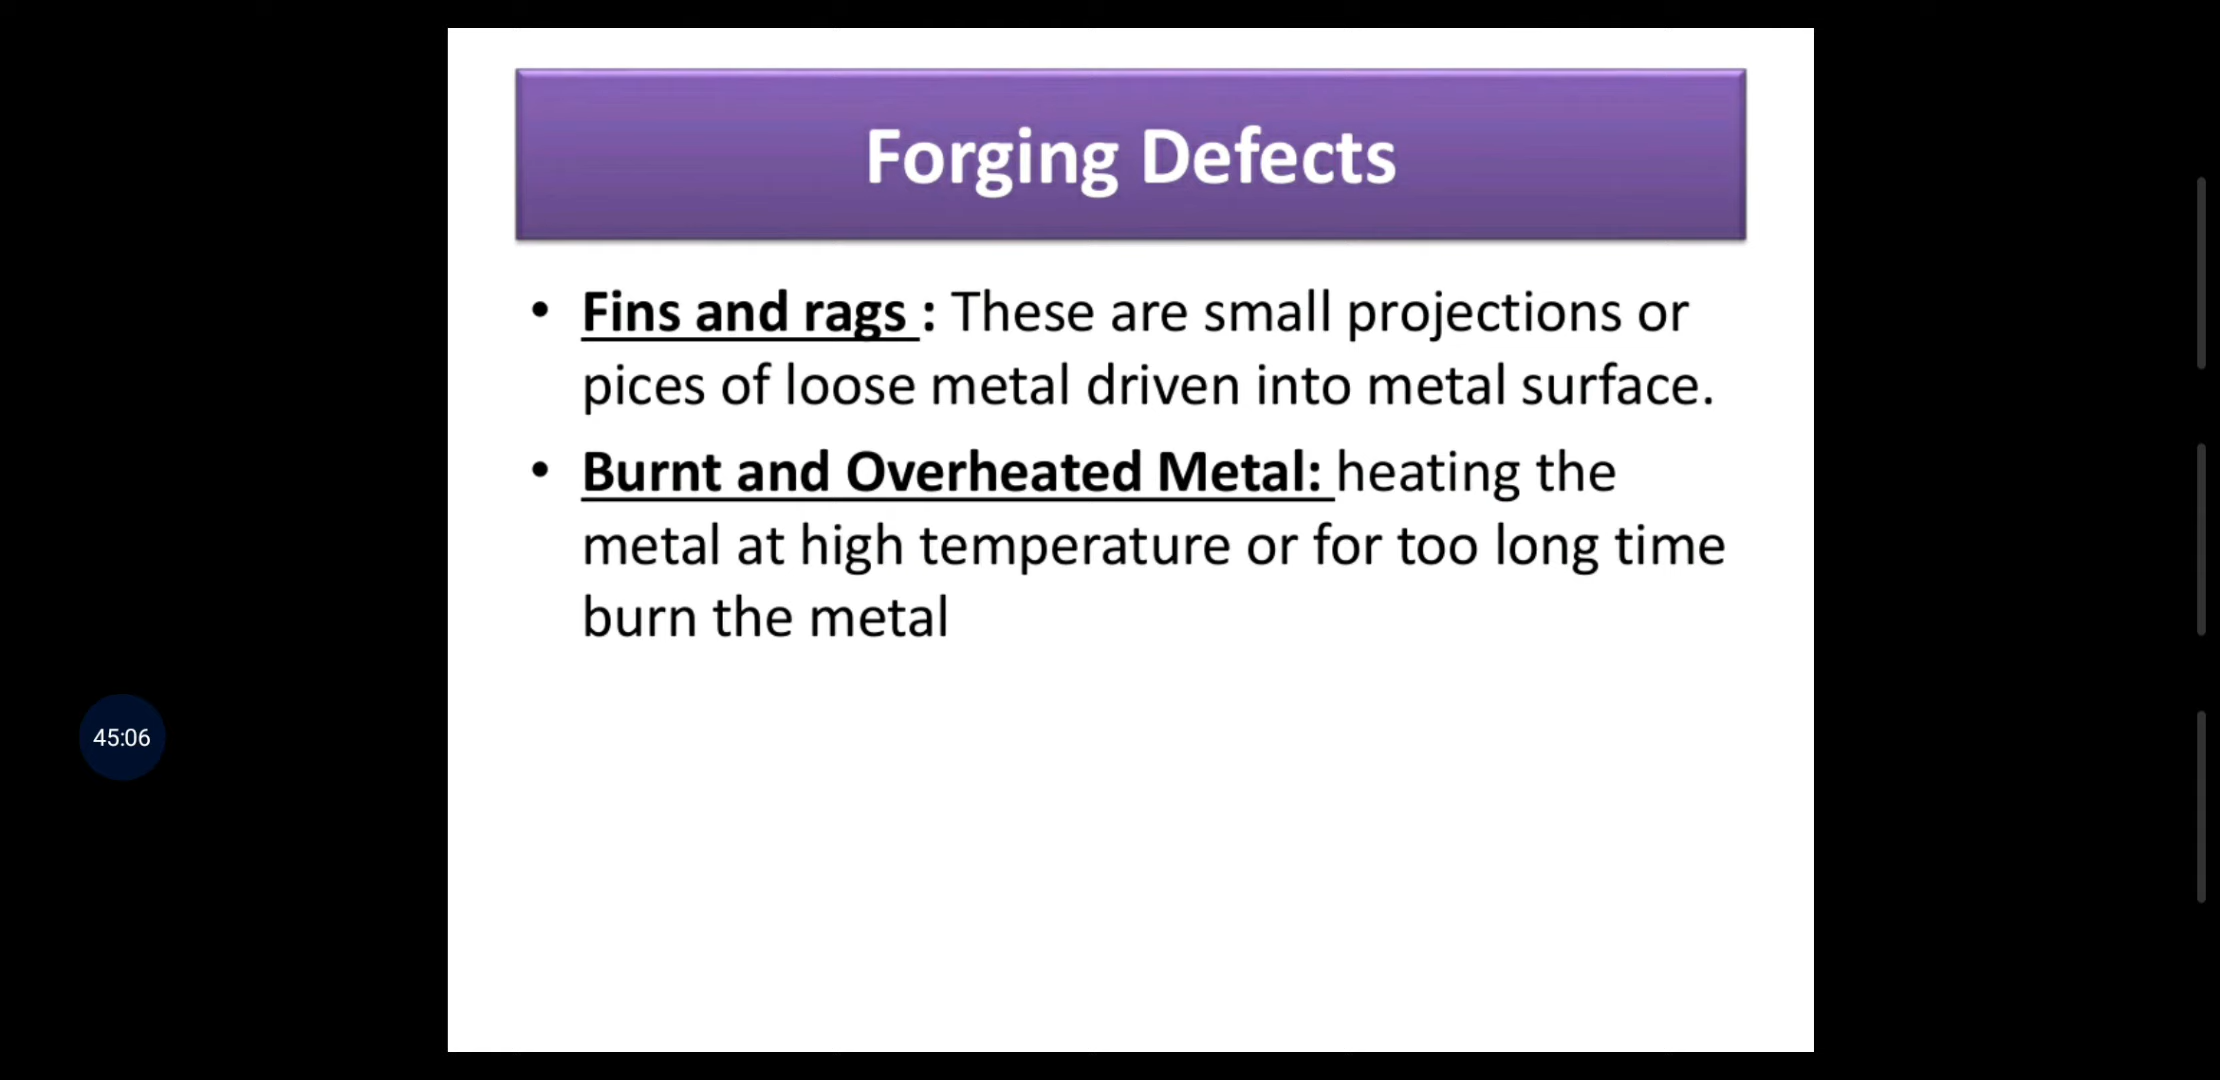 Forging Defects
• Fins and rags : These are small projections or
pices of loose metal driven into metal surface.
• Burnt and Overheated Metal: heating the
metal at high temperature or for too long time
burn the metal
45:06